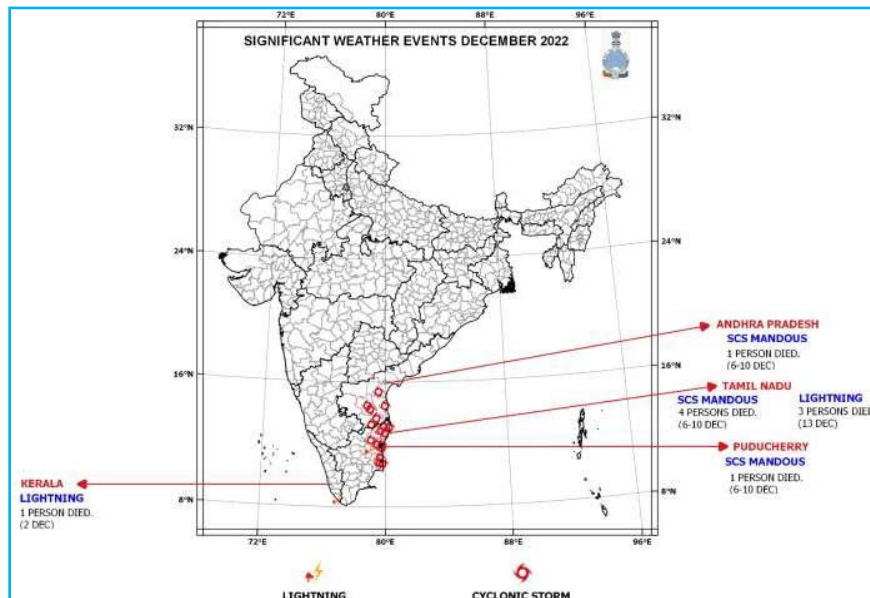 72°E 80°E 88°E 96°E
SIGNIFICANT WEATHER EVENTS DECEMBER 2022
32°N 32°N
24°N 24°N
ANDHRA PRADESH
SCS MANDOUS
1 PERSON DIED.
(6-10 DEC)
16°N 16°N
TAMIL NADU
SCS MANDOUS LIGHTNING
4 PERSONS DIED. 3 PERSONS DIED
(6-10 DEC) (13 DEC)
PUDUCHERRY
SCS MANDOUS
1 PERSON DIED.
(6-10 DEC)
KERALA
LIGHTNING
1 PERSON DIED.
(2 DEC)
8°N 8°N
72°E 80°E 88°E 96°E
LIGHTNING CYCLONIC STORM